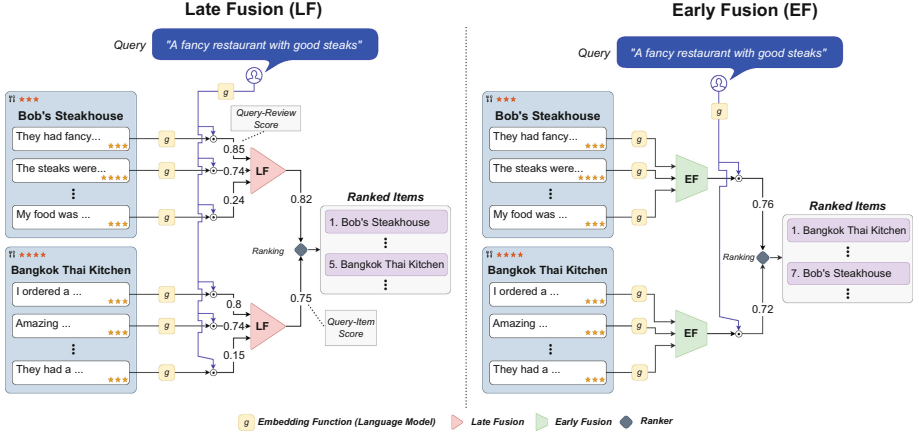 Late Fusion (LF)
Query
"A fancy restaurant with good steaks"
g
Bob's Steakhouse
They had fancy...
g
The steaks were...
g
My food was ...
g
Query-Review
Score
0.85
0.74
0.24
LF
0.82
Bangkok Thai Kitchen
I ordered a ...
g
Amazing ...
g
They had a ...
g
0.8
0.74
0.15
LF
0.75
Query-Item
Score
Ranking
Ranked Items
1. Bob's Steakhouse
5. Bangkok Thai Kitchen
Early Fusion (EF)
Query
"A fancy restaurant with good steaks"
g
Bob's Steakhouse
They had fancy...
g
The steaks were...
g
My food was ...
g
EF
0.76
Bangkok Thai Kitchen
I ordered a ...
g
Amazing ...
g
They had a ...
g
EF
0.72
Ranking
Ranked Items
1. Bangkok Thai Kitchen
7. Bob's Steakhouse
g Embedding Function (Language Model) Late Fusion Early Fusion Ranker